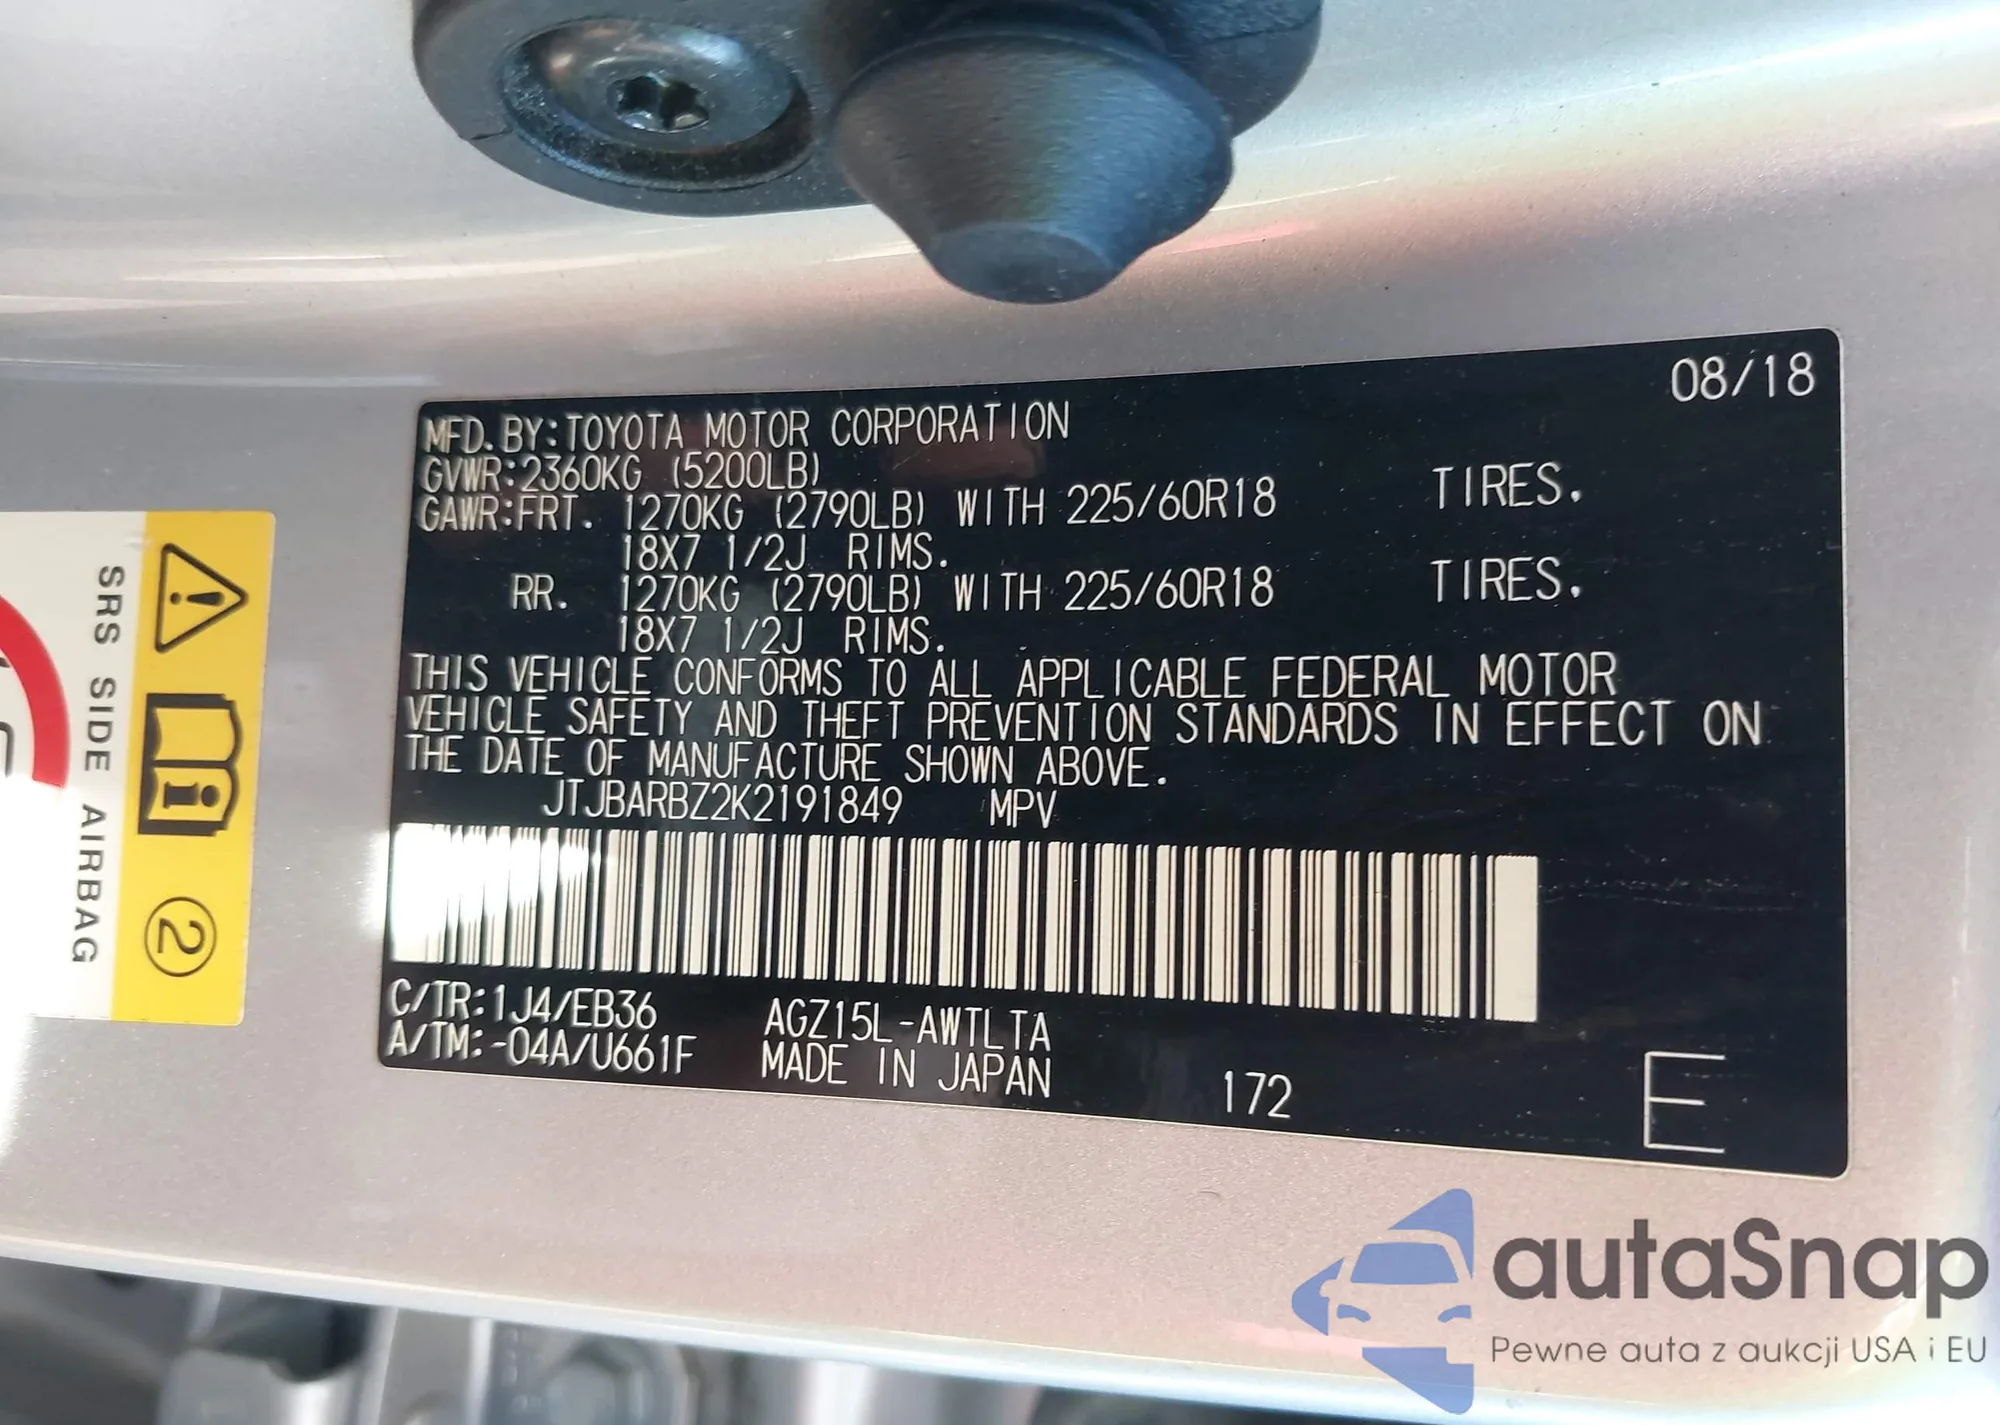 08/18
MFD. BY:TOYOTA MOTOR CORPORATION
GVWR:2360KG (5200LB)
GAWR:FRT. 1270KG (2790LB) WITH 225/60R18 TIRES.
18X7 1/2J RIMS.
RR. 1270KG (2790LB) WITH 225/60R18 TIRES.
18X7 1/2J RIMS.
THIS VEHICLE CONFORMS TO ALL APPLICABLE FEDERAL MOTOR
VEHICLE SAFETY AND THEFT PREVENTION STANDARDS IN EFFECT ON
THE DATE OF MANUFACTURE SHOWN ABOVE.
JTJBARBZ2K2191849 MPV
C/TR:1J4/EB36 AGZ15L-AWTLTA
A/TM:-04A/U661F MADE IN JAPAN
172 E
SRS SIDE AIRBAG
2
autaSnap
Pewne auta z aukcji USA i EU